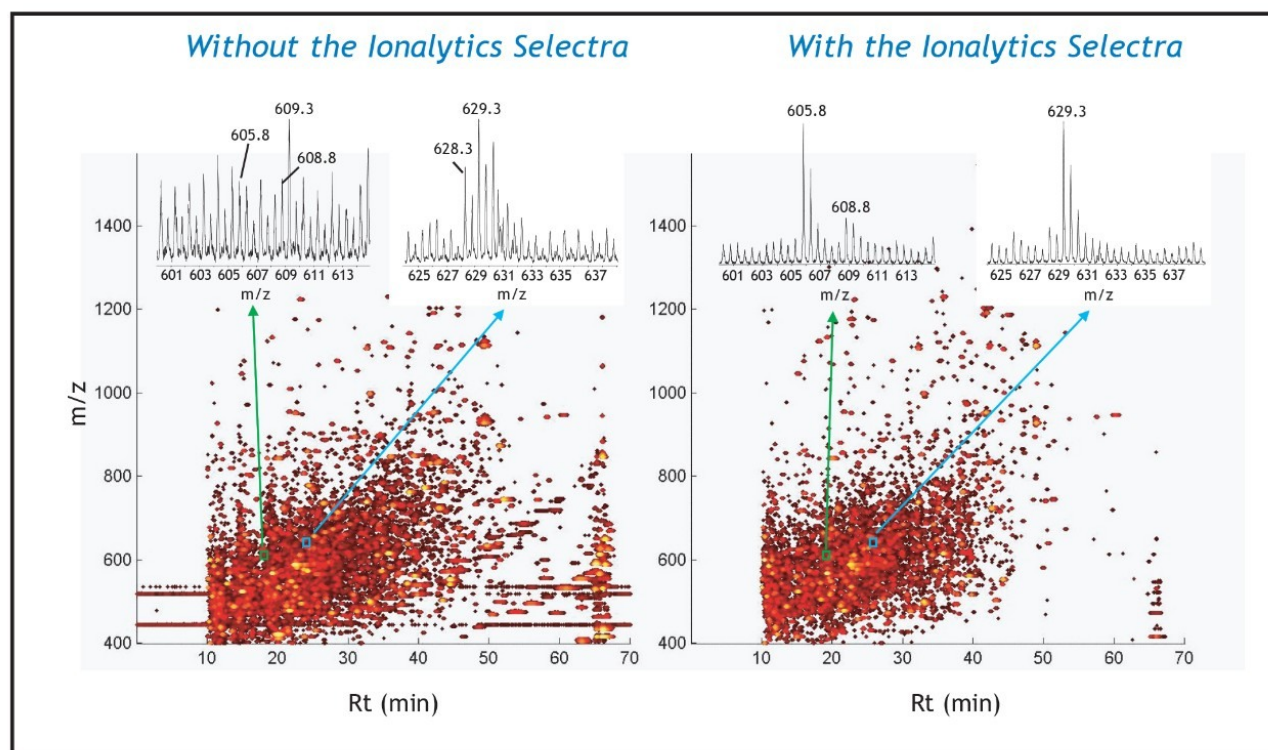 Without the Ionalytics Selectra
With the Ionalytics Selectra
609.3
605.8
608.8
601 603 605 607 609 611 613
m/z
629.3
628.3
625 627 629 631 633 635 637
m/z
605.8
608.8
601 603 605 607 609 611 613
m/z
629.3
625 627 629 631 633 635 637
m/z
m/z
1400
1200
1000
800
600
400
10 20 30 40 50 60 70
Rt (min)
1400
1200
1000
800
600
400
10 20 30 40 50 60 70
Rt (min)